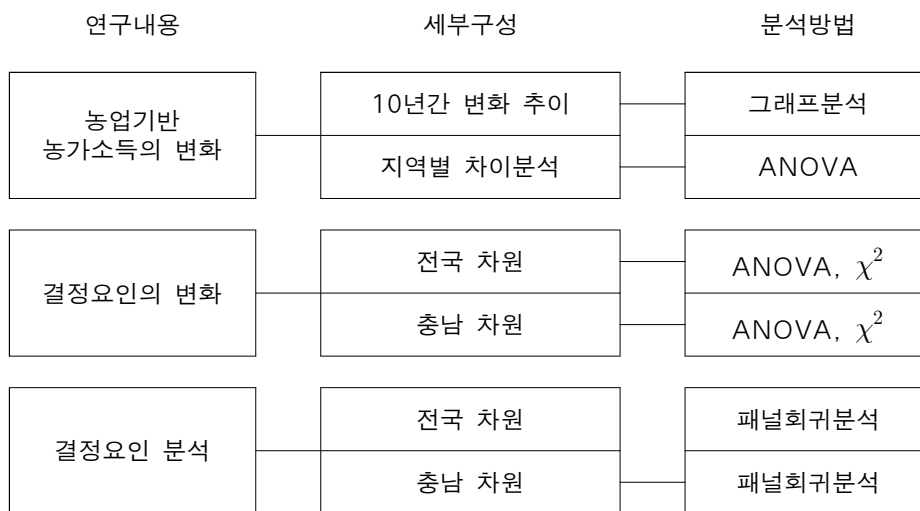 연구내용 세부구성 분석방법
농업기반
농가소득의 변화
10년간 변화 추이 그래프분석
지역별 차이분석 ANOVA
결정요인의 변화
전국 차원 ANOVA, χ²
충남 차원 ANOVA, χ²
결정요인 분석
전국 차원 패널회귀분석
충남 차원 패널회귀분석